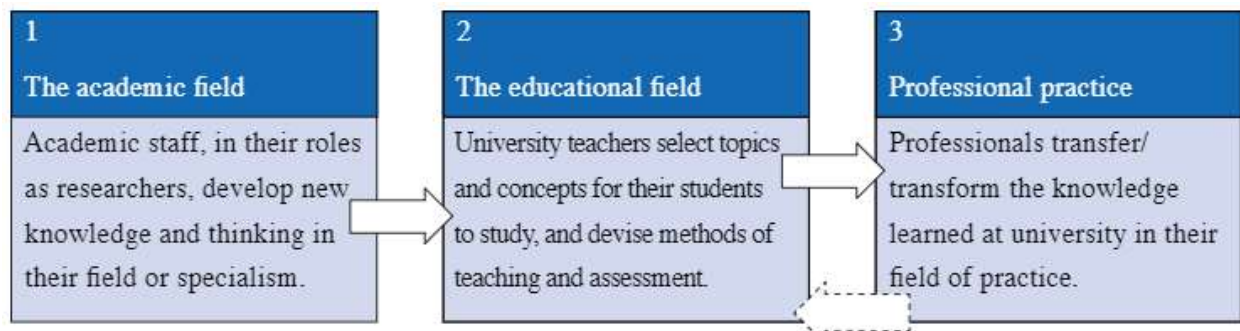 1
The academic field
Academic staff, in their roles
as researchers, develop new
knowledge and thinking in
their field or specialism.
2
The educational field
University teachers select topics
and concepts for their students
to study, and devise methods of
teaching and assessment.
3
Professional practice
Professionals transfer/
transform the knowledge
learned at university in their
field of practice.